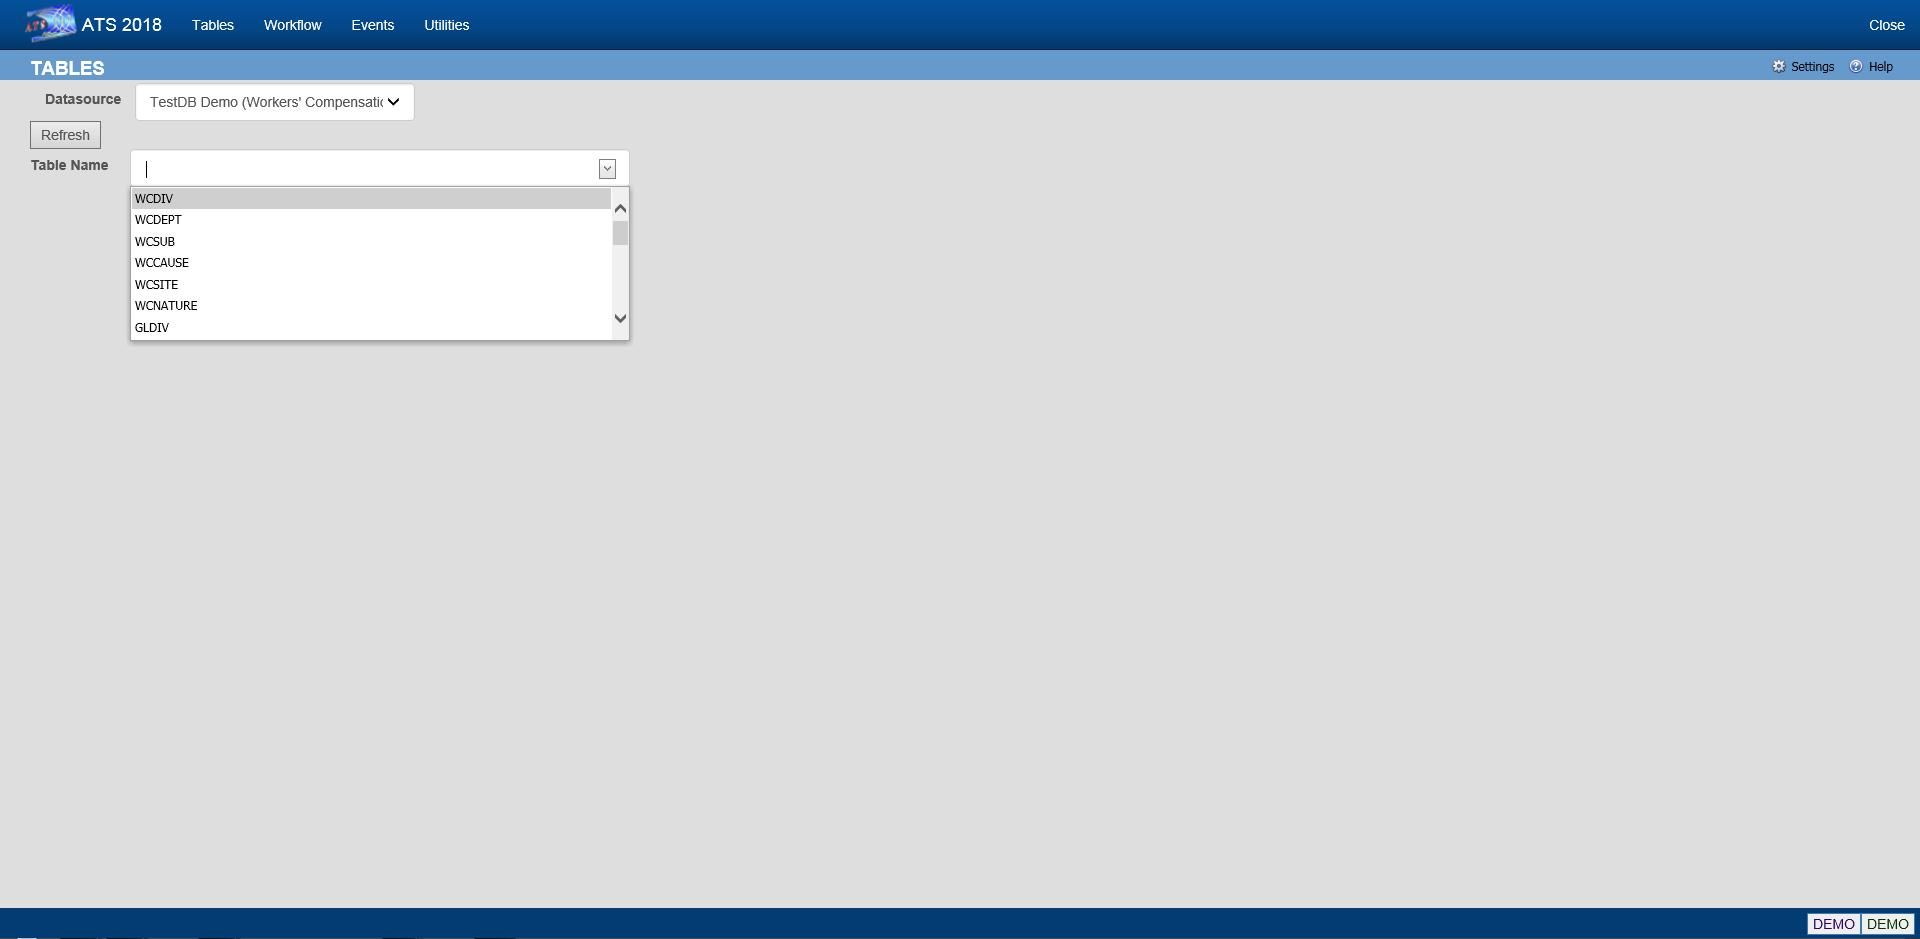 ATS 2018 Tables Workflow Events Utilities Close
TABLES Settings Help
Datasource TestDB Demo (Workers' Compensatic
Refresh
Table Name
WCDIV
WCDEPT
WCSUB
WCCAUSE
WCSITE
WCNATURE
GLDIV
DEMO DEMO